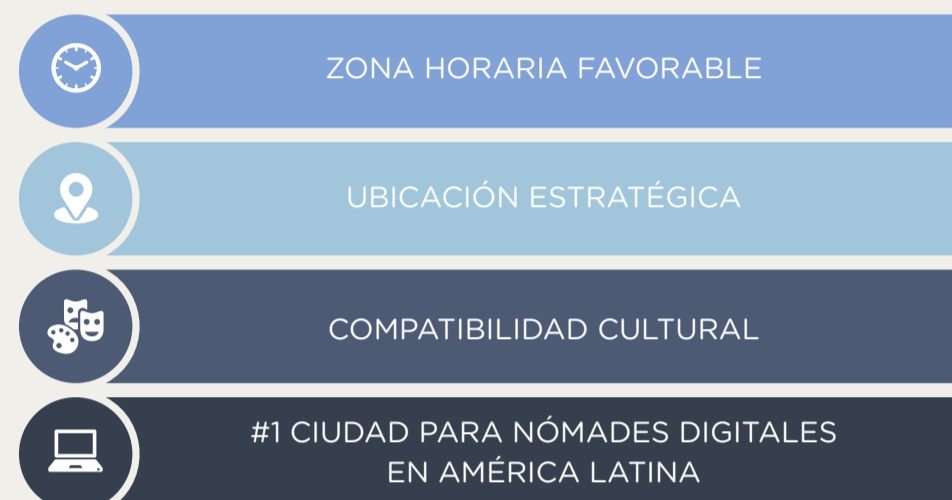 ZONA HORARIA FAVORABLE
UBICACIÓN ESTRATÉGICA
COMPATIBILIDAD CULTURAL
#1 CIUDAD PARA NÓMADES DIGITALES
EN AMÉRICA LATINA